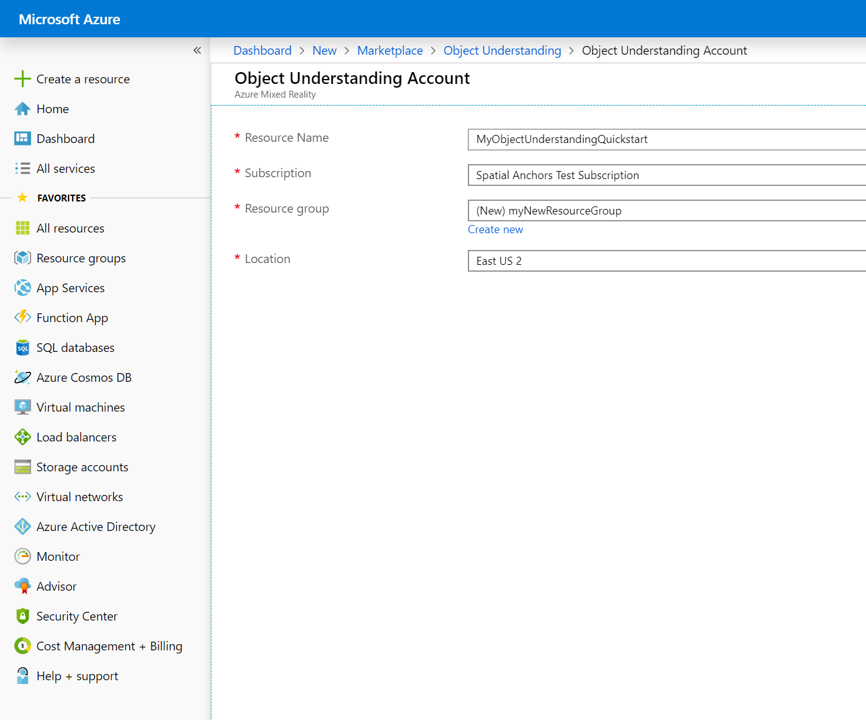 Microsoft Azure
«
Dashboard > New > Marketplace > Object Understanding > Object Understanding Account
Create a resource
Home
Dashboard
All services
FAVORITES
All resources
Resource groups
App Services
Function App
SQL databases
Azure Cosmos DB
Virtual machines
Load balancers
Storage accounts
Virtual networks
Azure Active Directory
Monitor
Advisor
Security Center
Cost Management + Billing
Help + support
Object Understanding Account
Azure Mixed Reality
* Resource Name MyObjectUnderstandingQuickstart
* Subscription Spatial Anchors Test Subscription
* Resource group (New) myNewResourceGroup
Create new
* Location East US 2